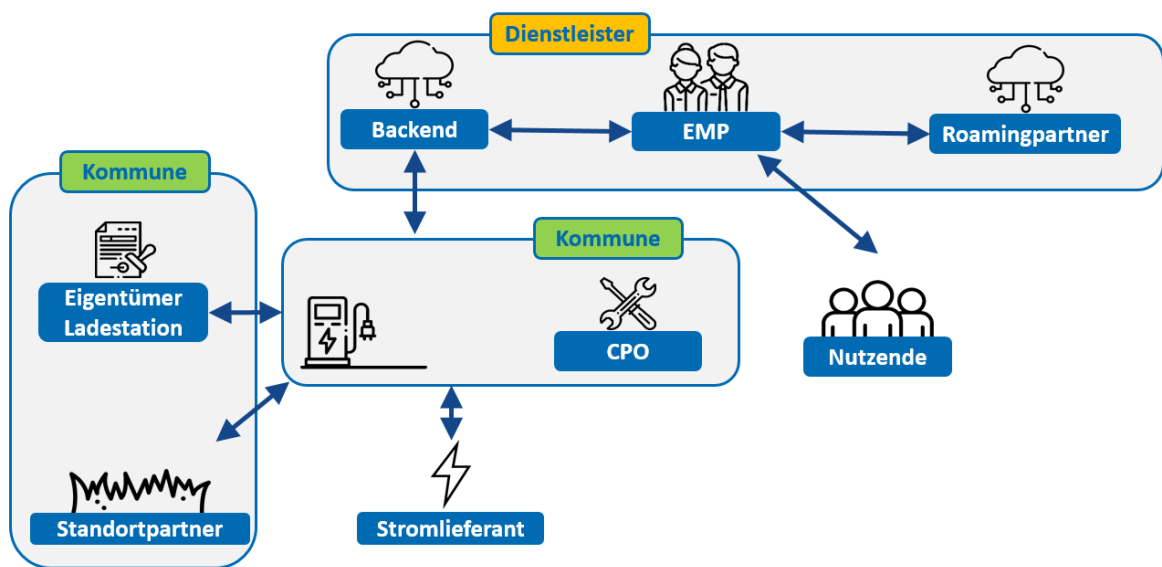 Dienstleister
Backend
EMP
Roamingpartner
Kommune
Kommune
Eigentümer
Ladestation
CPO
Nutzende
Standortpartner
Stromlieferant